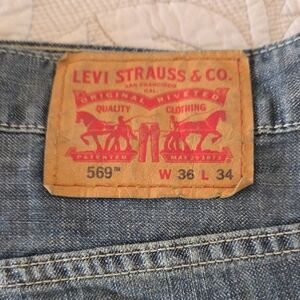 LEVI STRAUSS & CO.
SAN FRANCISCO
CAL.
ORIGINAL RIVETED
QUALITY CLOTHING
PATENTED MAY 20 1873
569™ W 36 L 34